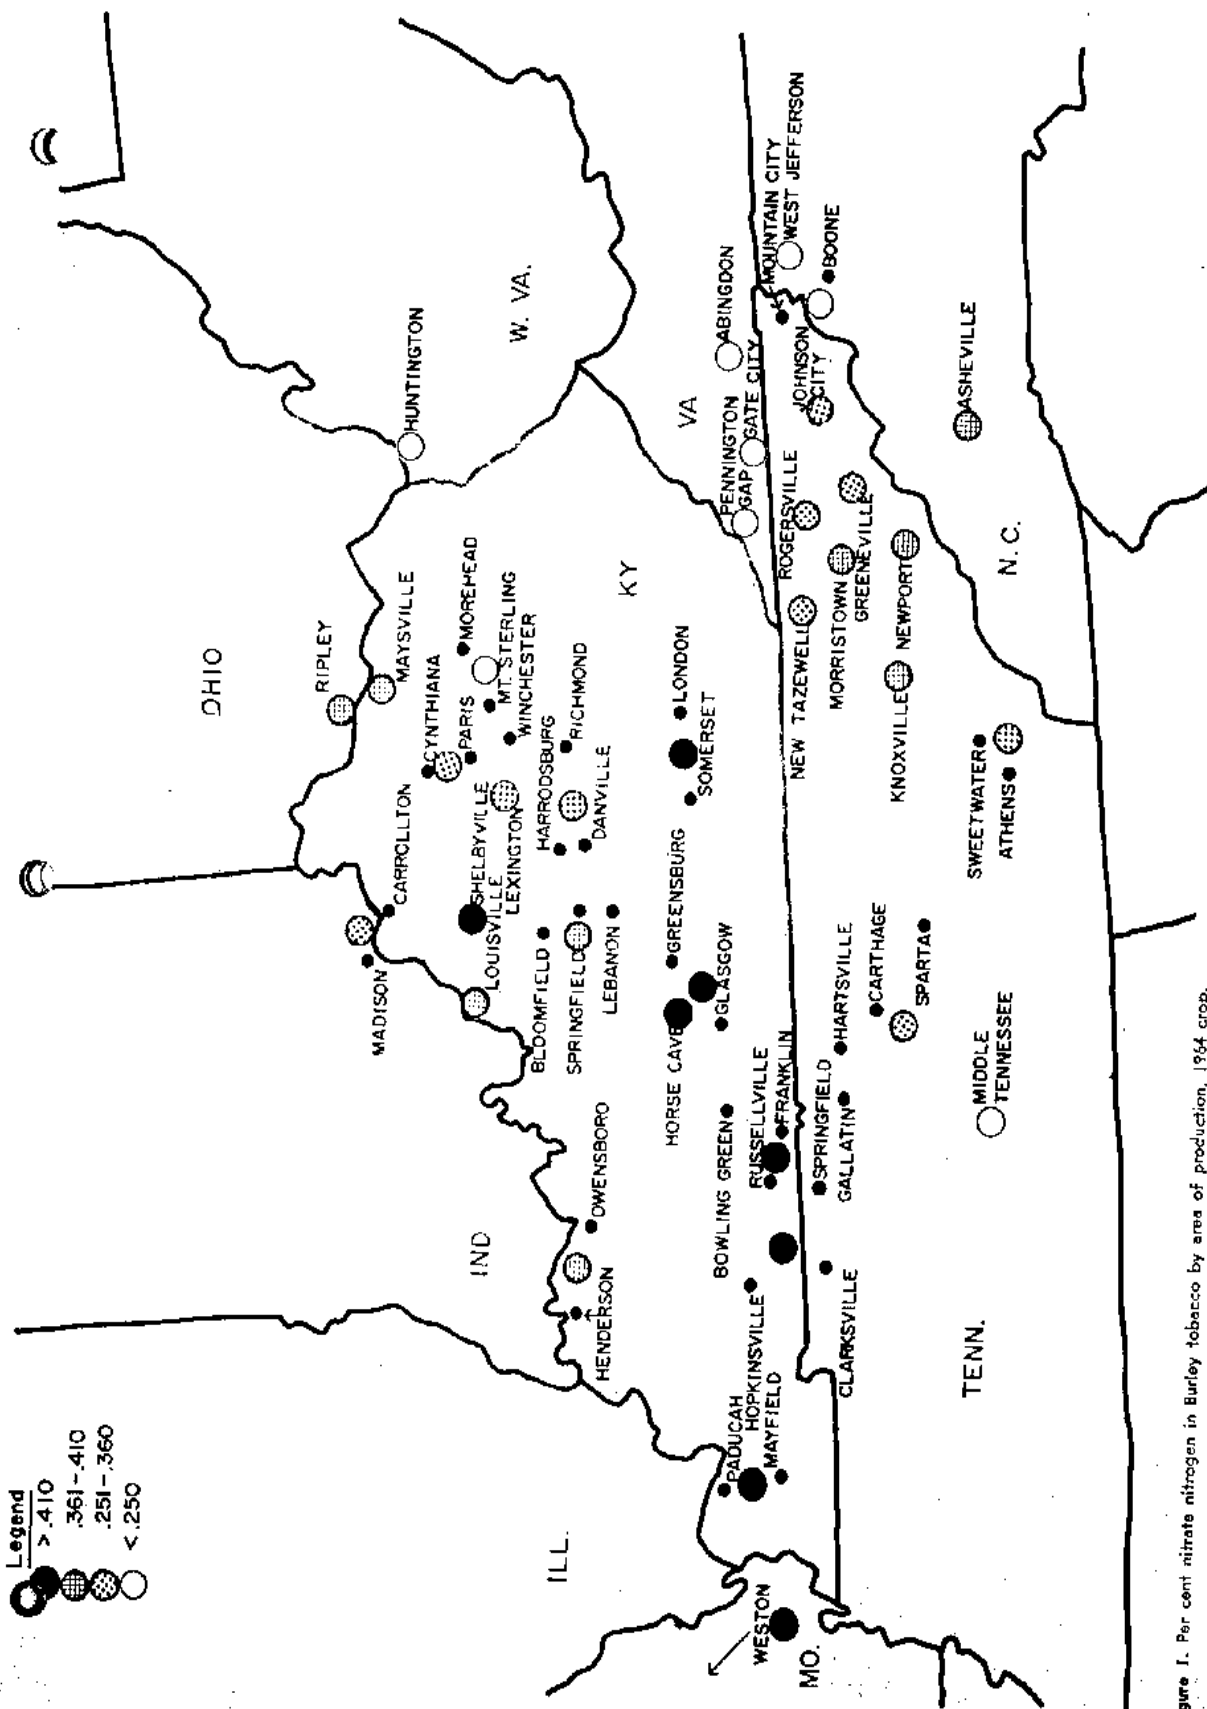 Legend
> .410
.361-.410
.251-.360
< .250
OHIO
W. VA.
IND
ILL.
KY
VA
MO.
TENN.
N. C.
HUNTINGTON
RIPLEY
MAYSVILLE
CARROLLTON
MADISON
CYNTHIANA
MOREHEAD
PARIS
MT. STERLING
WINCHESTER
SHELBYVILLE
LOUISVILLE
LEXINGTON
HARRODSBURG
RICHMOND
DANVILLE
BLOOMFIELD
SPRINGFIELD
LEBANON
OWENSBORO
HENDERSON
LONDON
SOMERSET
GREENSBURG
HORSE CAVE
GLASGOW
BOWLING GREEN
RUSSELLVILLE
FRANKLIN
HOPKINSVILLE
PADUCAH
MAYFIELD
WESTON
ABINGDON
PENNINGTON
GAP
GATE CITY
MOUNTAIN CITY
WEST JEFFERSON
BOONE
JOHNSON
CITY
ROGERSVILLE
NEW TAZEWELL
MORRISTOWN
GREENEVILLE
NEWPORT
KNOXVILLE
ASHEVILLE
SWEETWATER
ATHENS
HARTSVILLE
CARTHAGE
SPARTA
SPRINGFIELD
GALLATIN
CLARKSVILLE
MIDDLE
TENNESSEE
gure 1. Per cent nitrate nitrogen in Burley tobacco by area of production, 1964 crop.